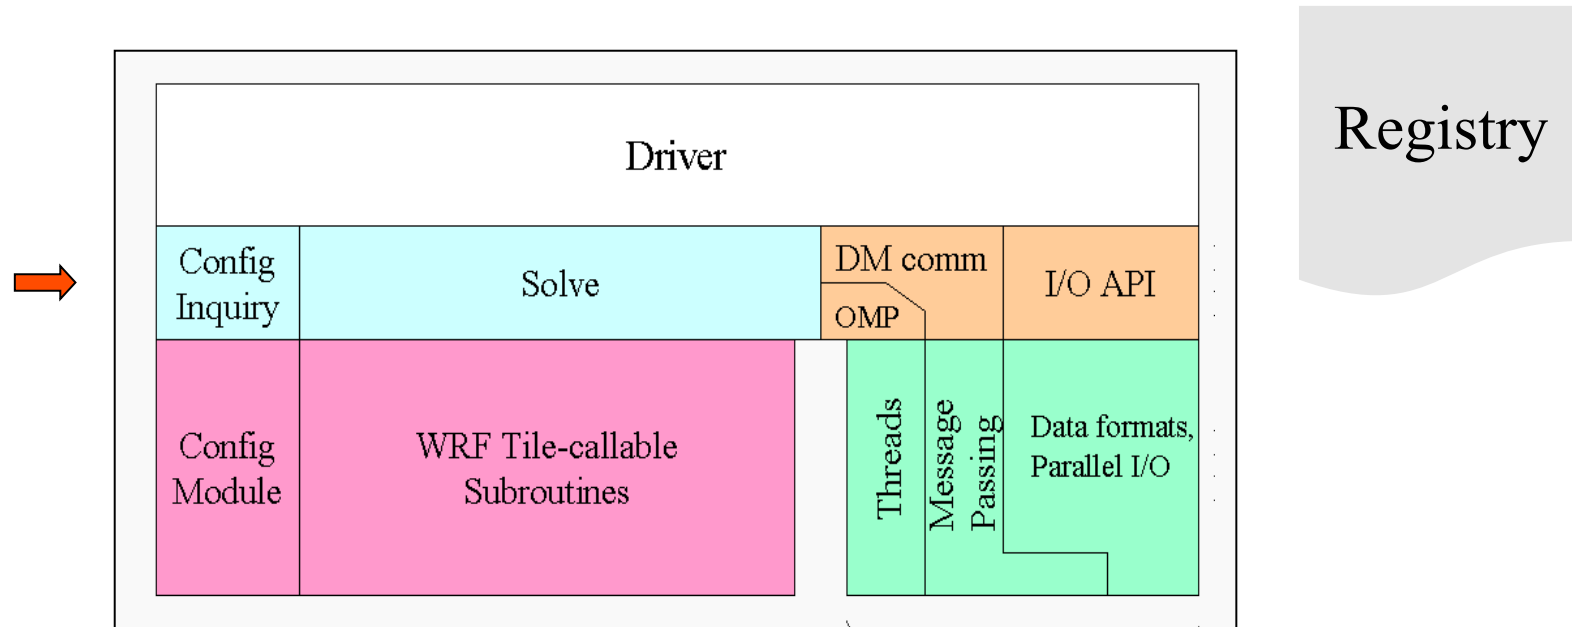 Registry
Driver
Config
Inquiry
Solve
DM comm
OMP
I/O API
Config
Module
WRF Tile-callable
Subroutines
Threads
Message
Passing
Data formats,
Parallel I/O